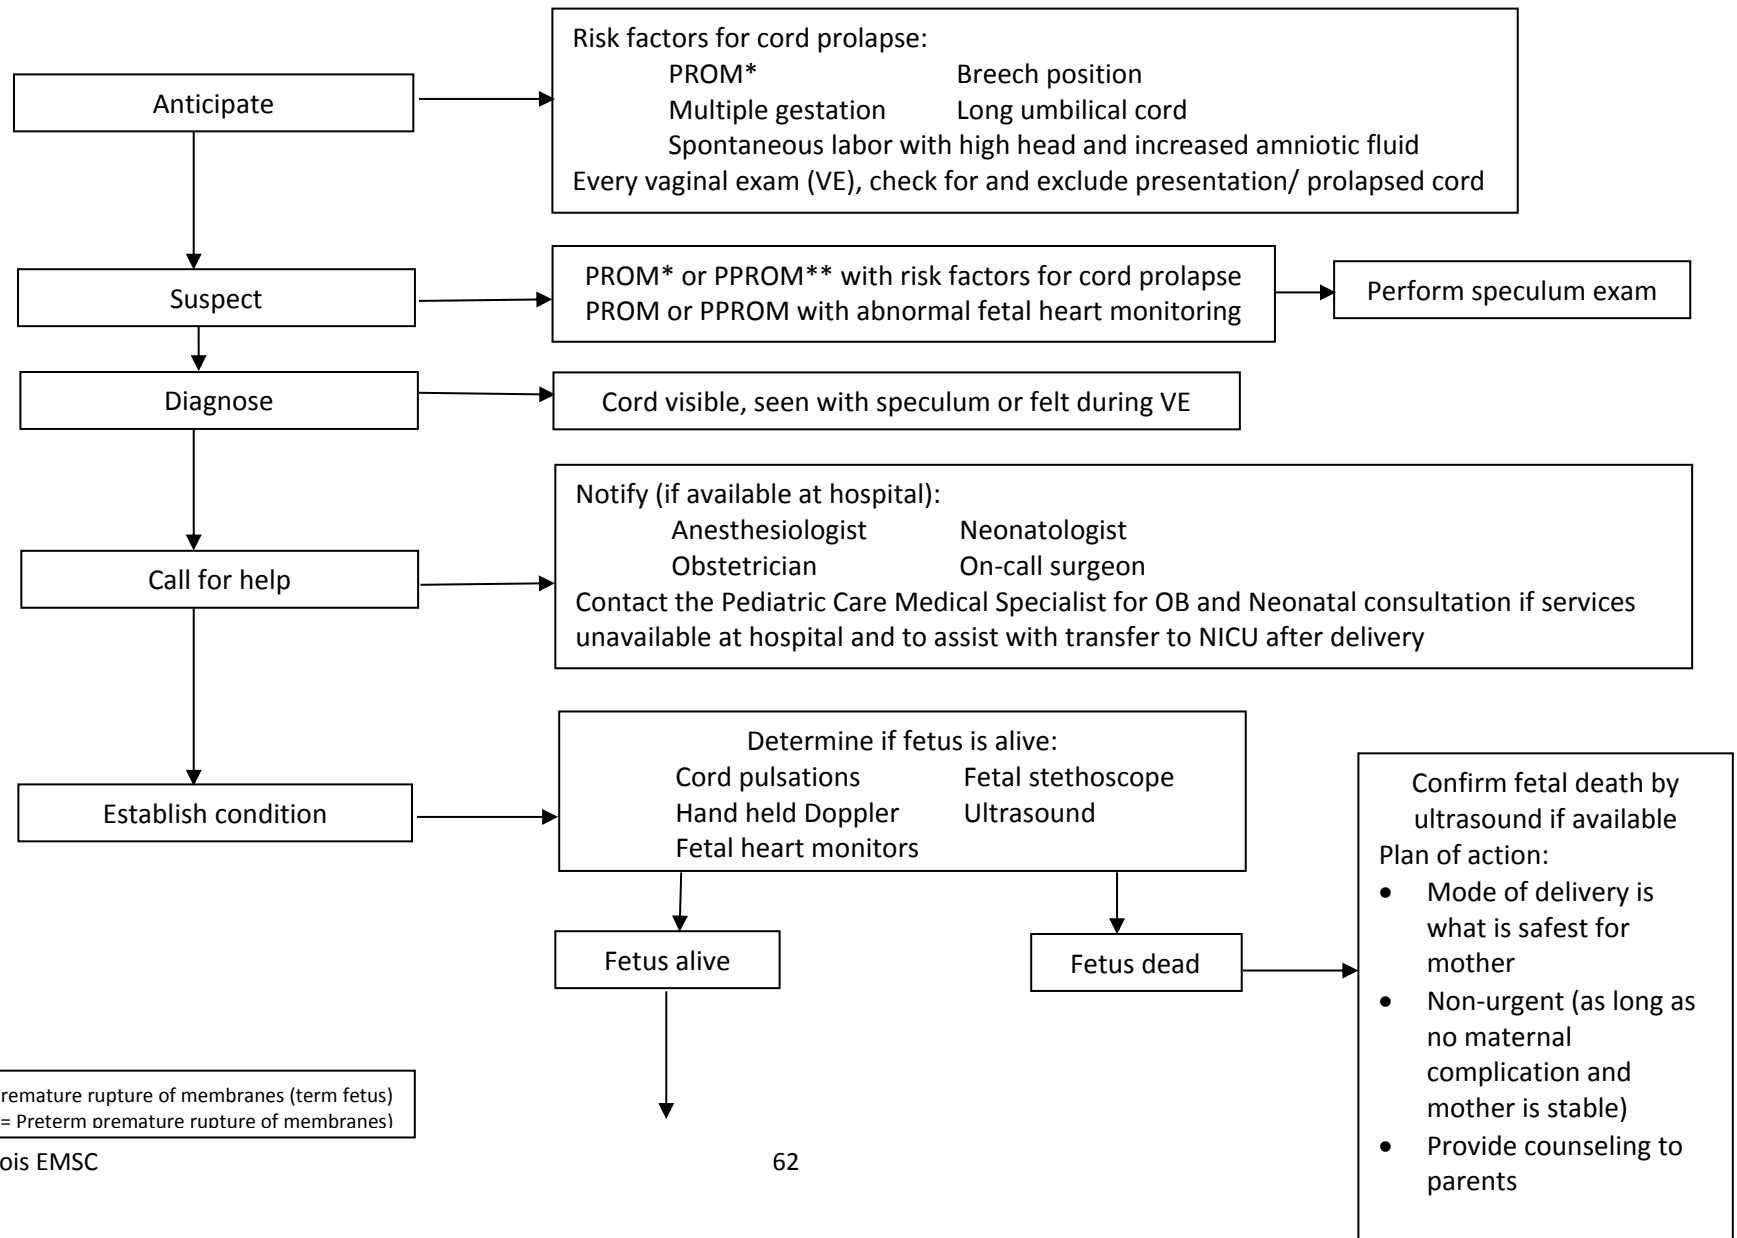 Risk factors for cord prolapse:
PROM* Breech position
Multiple gestation Long umbilical cord
Spontaneous labor with high head and increased amniotic fluid
Every vaginal exam (VE), check for and exclude presentation/ prolapsed cord
Anticipate
Suspect
PROM* or PPROM** with risk factors for cord prolapse
PROM or PPROM with abnormal fetal heart monitoring
Perform speculum exam
Diagnose
Cord visible, seen with speculum or felt during VE
Call for help
Notify (if available at hospital):
Anesthesiologist Neonatologist
Obstetrician On-call surgeon
Contact the Pediatric Care Medical Specialist for OB and Neonatal consultation if services
unavailable at hospital and to assist with transfer to NICU after delivery
Establish condition
Determine if fetus is alive:
Cord pulsations Fetal stethoscope
Hand held Doppler Ultrasound
Fetal heart monitors
Fetus alive
Fetus dead
Confirm fetal death by
ultrasound if available
Plan of action:
• Mode of delivery is
what is safest for
mother
• Non-urgent (as long as
no maternal
complication and
mother is stable)
• Provide counseling to
parents
remature rupture of membranes (term fetus)
= Preterm premature rupture of membranes)
ois EMSC 62